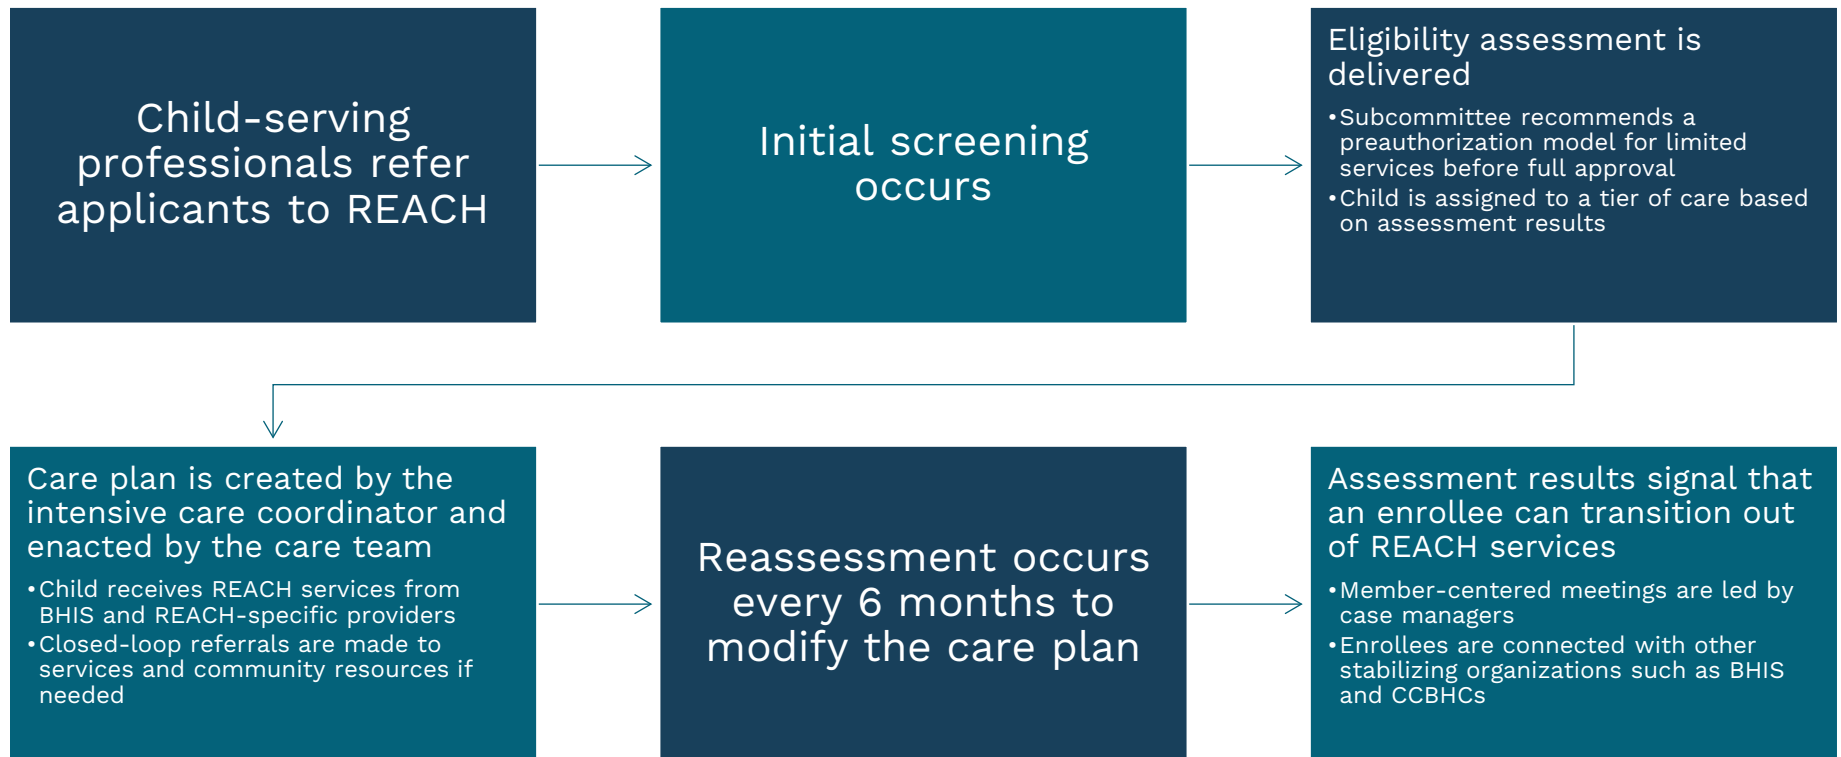 Child-serving
professionals refer
applicants to REACH
Initial screening
occurs
Eligibility assessment is
delivered
•Subcommittee recommends a
preauthorization model for limited
services before full approval
•Child is assigned to a tier of care based
on assessment results
Care plan is created by the
intensive care coordinator and
enacted by the care team
•Child receives REACH services from
BHIS and REACH-specific providers
•Closed-loop referrals are made to
services and community resources if
needed
Reassessment occurs
every 6 months to
modify the care plan
Assessment results signal that
an enrollee can transition out
of REACH services
•Member-centered meetings are led by
case managers
•Enrollees are connected with other
stabilizing organizations such as BHIS
and CCBHCs